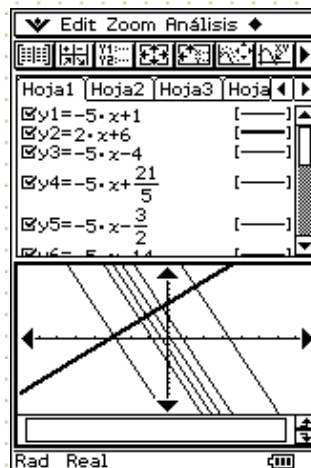 Edit Zoom Análisis
Hoja1 Hoja2 Hoja3 Hoja
y1=-5·x+1
y2=2·x+6
y3=-5·x-4
y4=-5·x+21/5
y5=-5·x-3/2
Rad Real